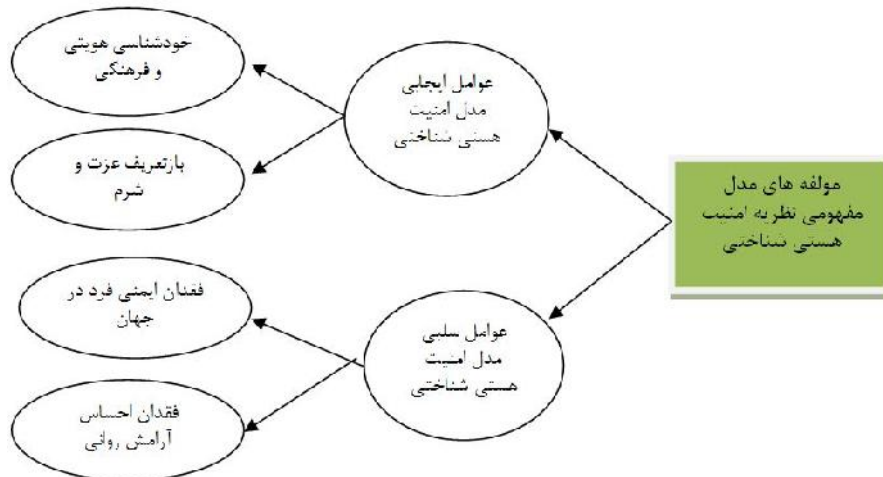 مولفه های مدل
مفهومی نظریه امنیت
هستی شناختی
عوامل ایجابی
مدل امنیت
هستی شناختی
خودشناسی هویتی
و فرهنگی
بازتعریف عزت و
شرم
عوامل سلبی
مدل امنیت
هستی شناختی
فقدان ایمنی فرد در
جهان
فقدان احساس
آرامش روانی